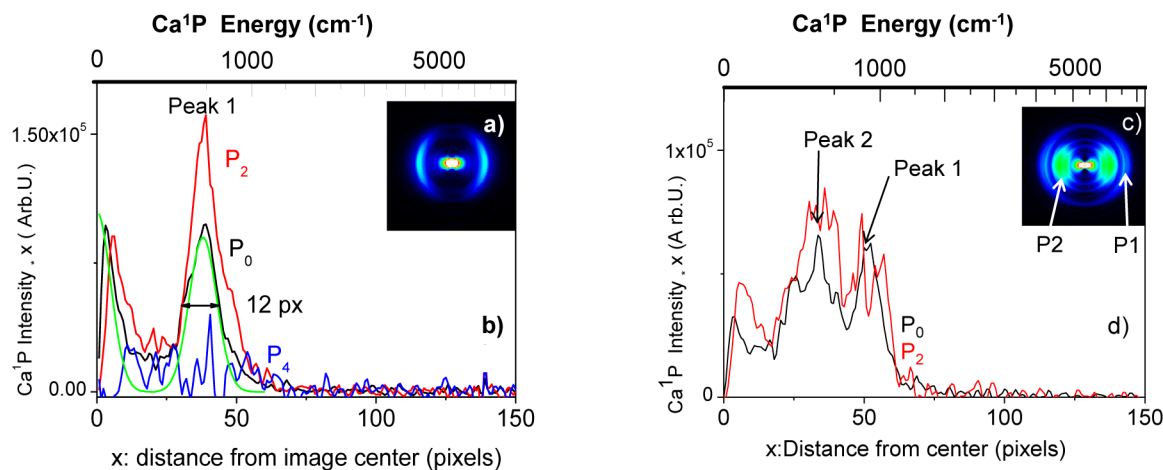 Ca¹P Energy (cm⁻¹)
0 1000 5000
Peak 1
a)
P₂
P₀
12 px
b)
P₄
1.50x10⁵
0.00
Ca¹P Intensity * x ( Arb.U.)
0 50 100 150
x: distance from image center (pixels)
Ca¹P Energy (cm⁻¹)
0 1000 5000
c)
Peak 2
Peak 1
P2 P1
P₀
P₂
d)
1x10⁵
0
Ca¹P Intensity * x (A rb.U.)
0 50 100 150
x:Distance from center (pixels)